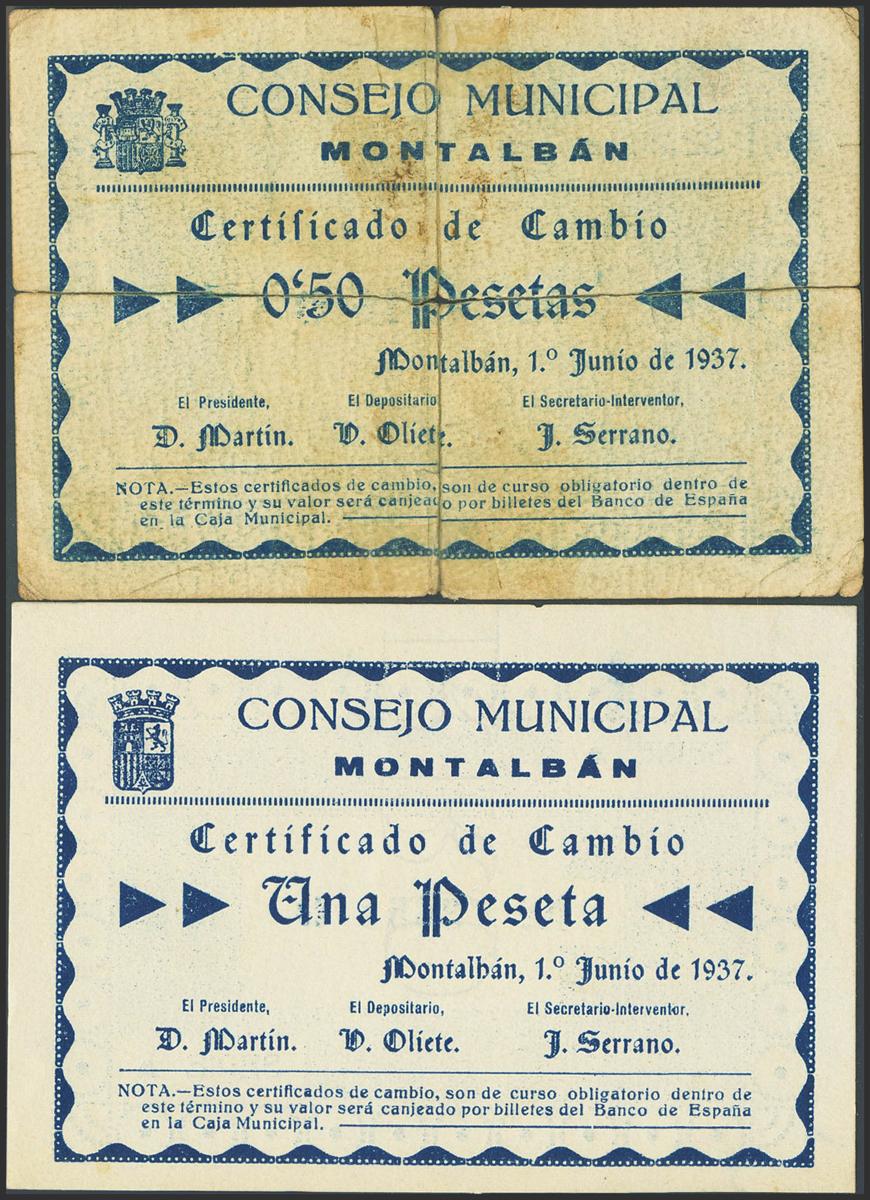 CONSEJO MUNICIPAL
MONTALBÁN
Certificado de Cambio
0'50 Pesetas
Montalbán, 1.º Junio de 1937.
El Presidente, El Depositario El Secretario-Interventor,
D. Martín. V. Oliete. J. Serrano.
NOTA.—Estos certificados de cambio, son de curso obligatorio dentro de
este término y su valor será canjeado por billetes del Banco de España
en la Caja Municipal.
CONSEJO MUNICIPAL
MONTALBÁN
Certificado de Cambio
Una Peseta
Montalbán, 1.º Junio de 1937.
El Presidente, El Depositario, El Secretario-Interventor,
D. Martín. V. Oliete. J. Serrano.
NOTA.—Estos certificados de cambio, son de curso obligatorio dentro de
este término y su valor será canjeado por billetes del Banco de España
en la Caja Municipal.